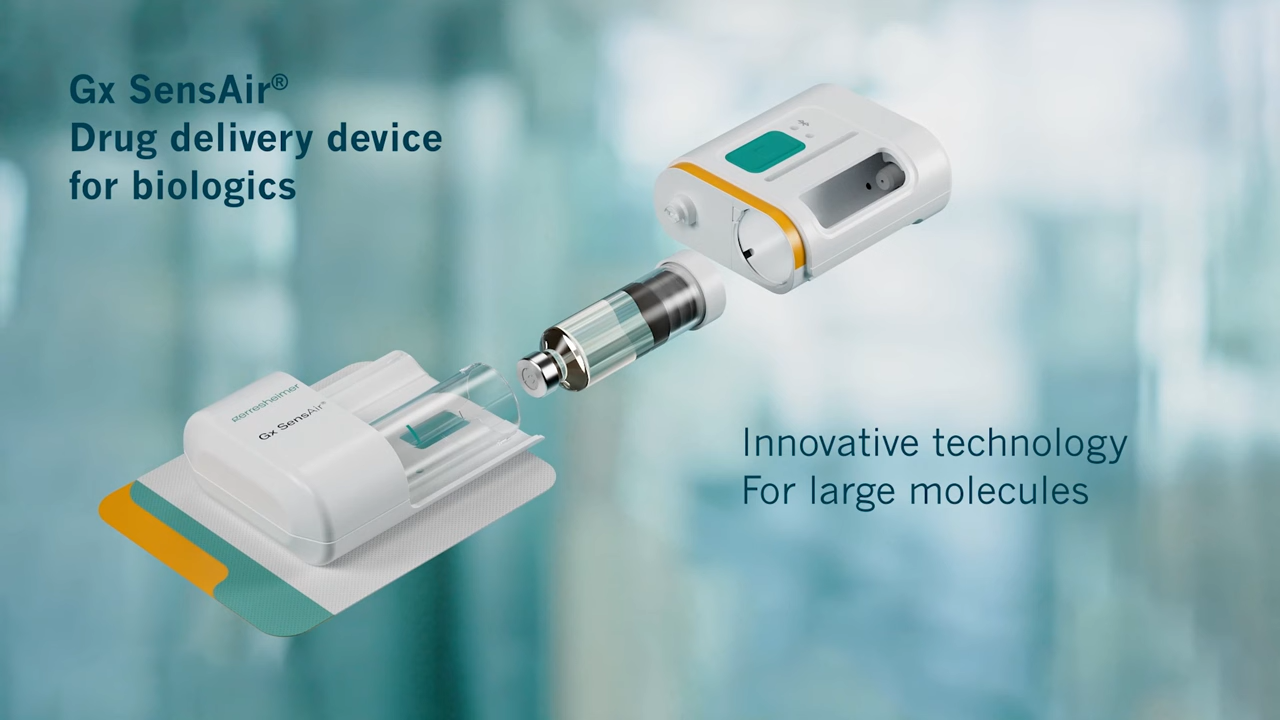 Gx SensAir®
Drug delivery device
for biologics
gerresheimer
Gx SensAir®
Innovative technology
For large molecules